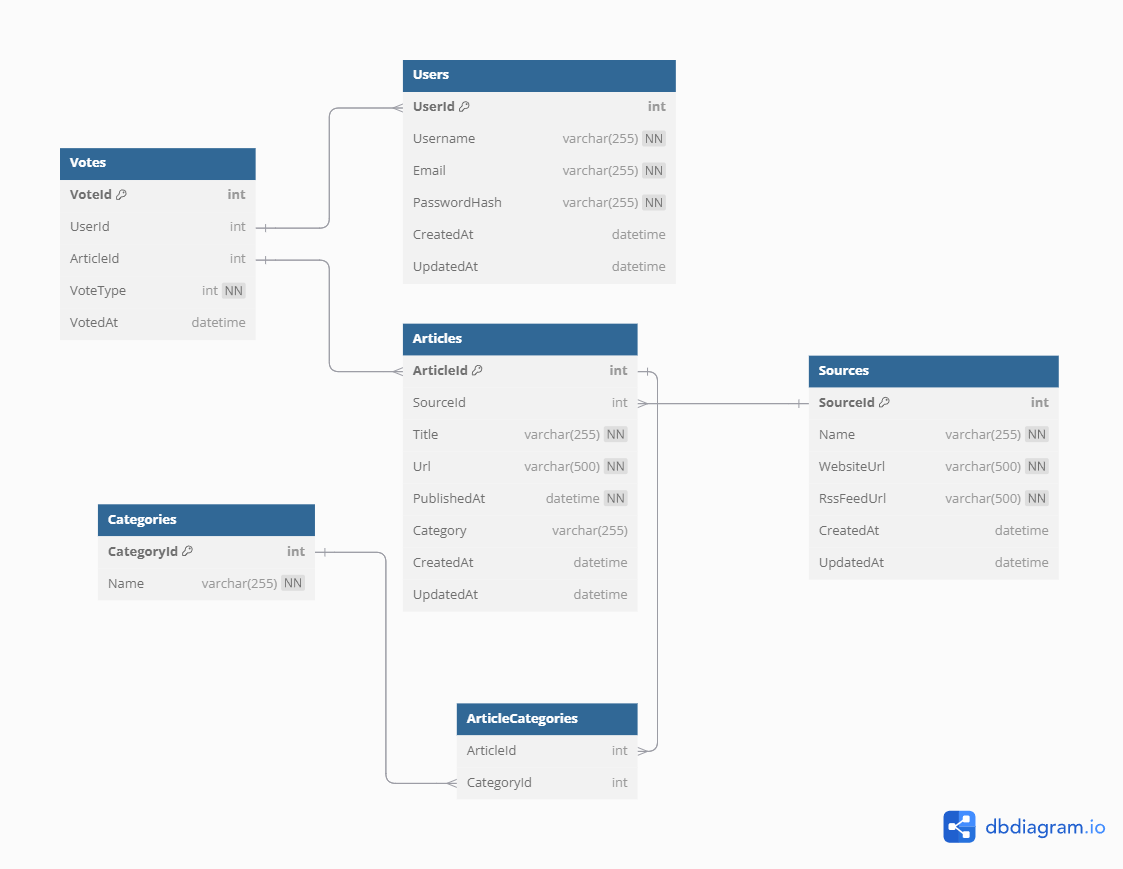 Users
UserId int
Username varchar(255) NN
Email varchar(255) NN
PasswordHash varchar(255) NN
CreatedAt datetime
UpdatedAt datetime
Votes
VoteId int
UserId int
ArticleId int
VoteType int NN
VotedAt datetime
Articles
ArticleId int
SourceId int
Title varchar(255) NN
Url varchar(500) NN
PublishedAt datetime NN
Category varchar(255)
CreatedAt datetime
UpdatedAt datetime
Sources
SourceId int
Name varchar(255) NN
WebsiteUrl varchar(500) NN
RssFeedUrl varchar(500) NN
CreatedAt datetime
UpdatedAt datetime
Categories
CategoryId int
Name varchar(255) NN
ArticleCategories
ArticleId int
CategoryId int
dbdiagram.io